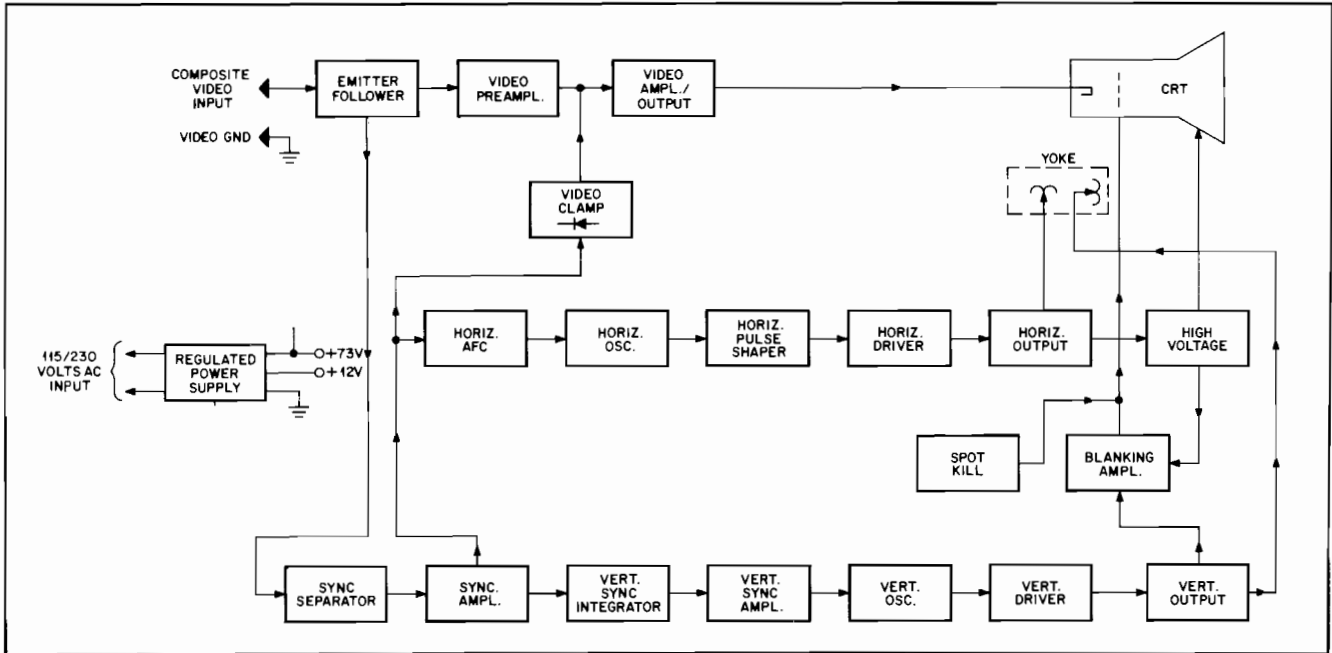 COMPOSITE
VIDEO
INPUT
EMITTER
FOLLOWER
VIDEO
PREAMPL.
VIDEO
AMPL./
OUTPUT
CRT
VIDEO GND
YOKE
VIDEO
CLAMP
115/230
VOLTS AC
INPUT
REGULATED
POWER
SUPPLY
+73V
+12V
HORIZ.
AFC
HORIZ.
OSC.
HORIZ.
PULSE
SHAPER
HORIZ.
DRIVER
HORIZ.
OUTPUT
HIGH
VOLTAGE
SPOT
KILL
BLANKING
AMPL.
SYNC
SEPARATOR
SYNC.
AMPL.
VERT.
SYNC
INTEGRATOR
VERT.
SYNC
AMPL.
VERT.
OSC.
VERT.
DRIVER
VERT.
OUTPUT